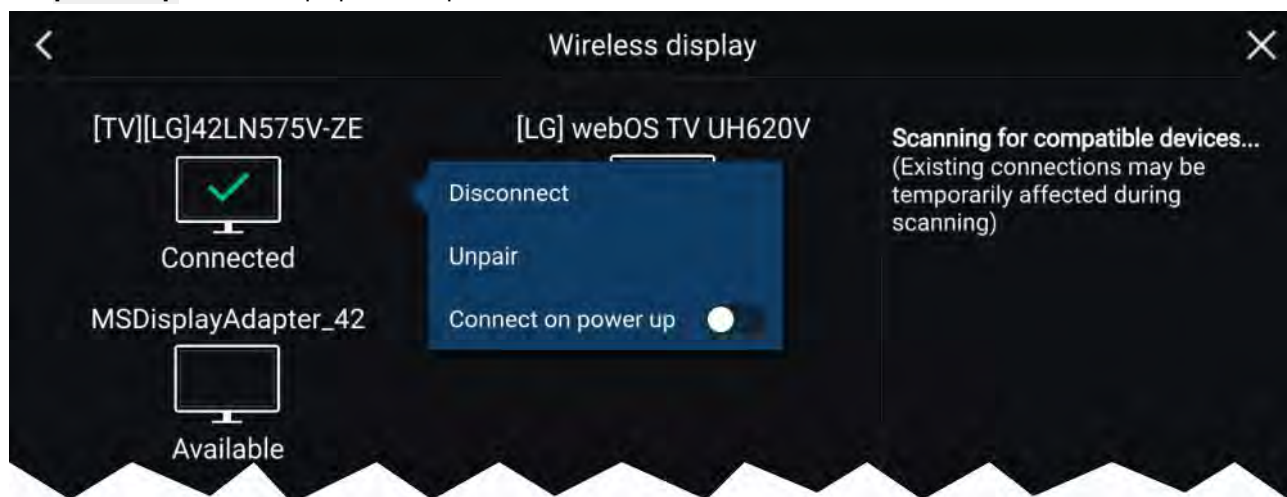 Wireless display
[TV][LG]42LN575V-ZE
Connected
[LG] webOS TV UH620V
Disconnect
Unpair
Connect on power up
MSDisplayAdapter_42
Available
Scanning for compatible devices...
(Existing connections may be
temporarily affected during
scanning)